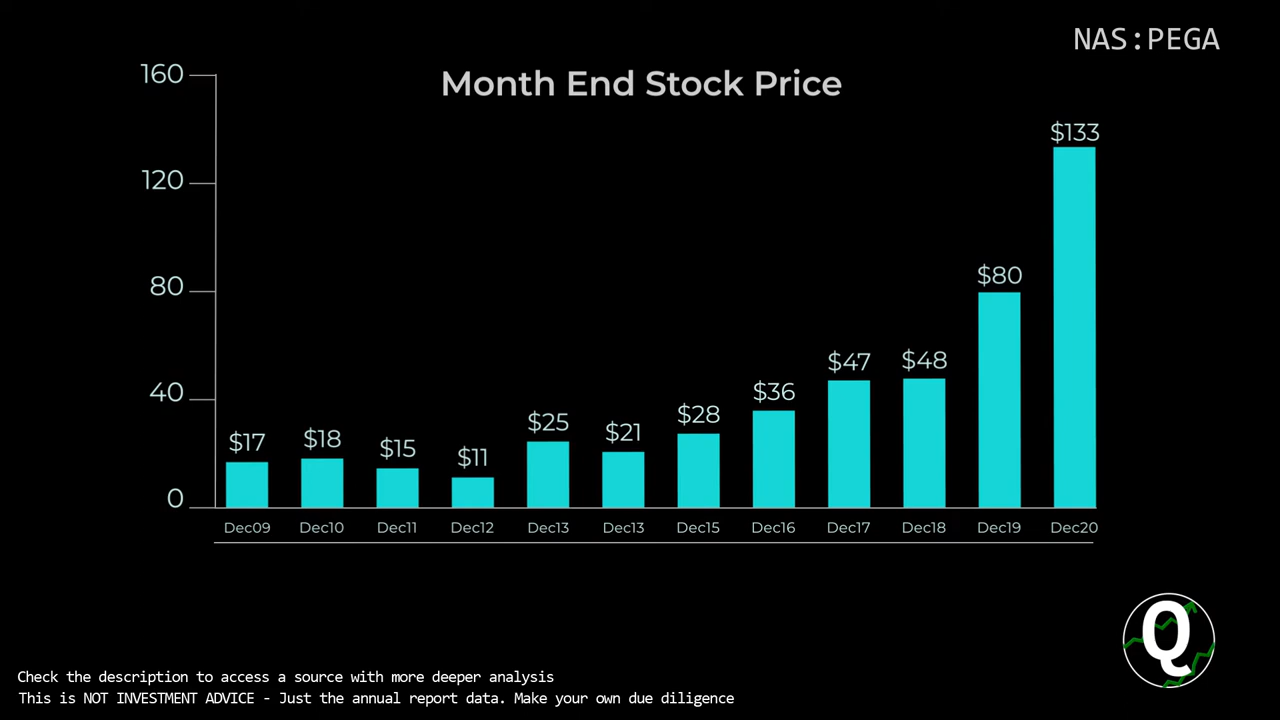 NAS:PEGA
Month End Stock Price
160
120
80
40
0
$17
$18
$15
$11
$25
$21
$28
$36
$47
$48
$80
$133
Dec09 Dec10 Dec11 Dec12 Dec13 Dec13 Dec15 Dec16 Dec17 Dec18 Dec19 Dec20
Q
Check the description to access a source with more deeper analysis
This is NOT INVESTMENT ADVICE - Just the annual report data. Make your own due diligence